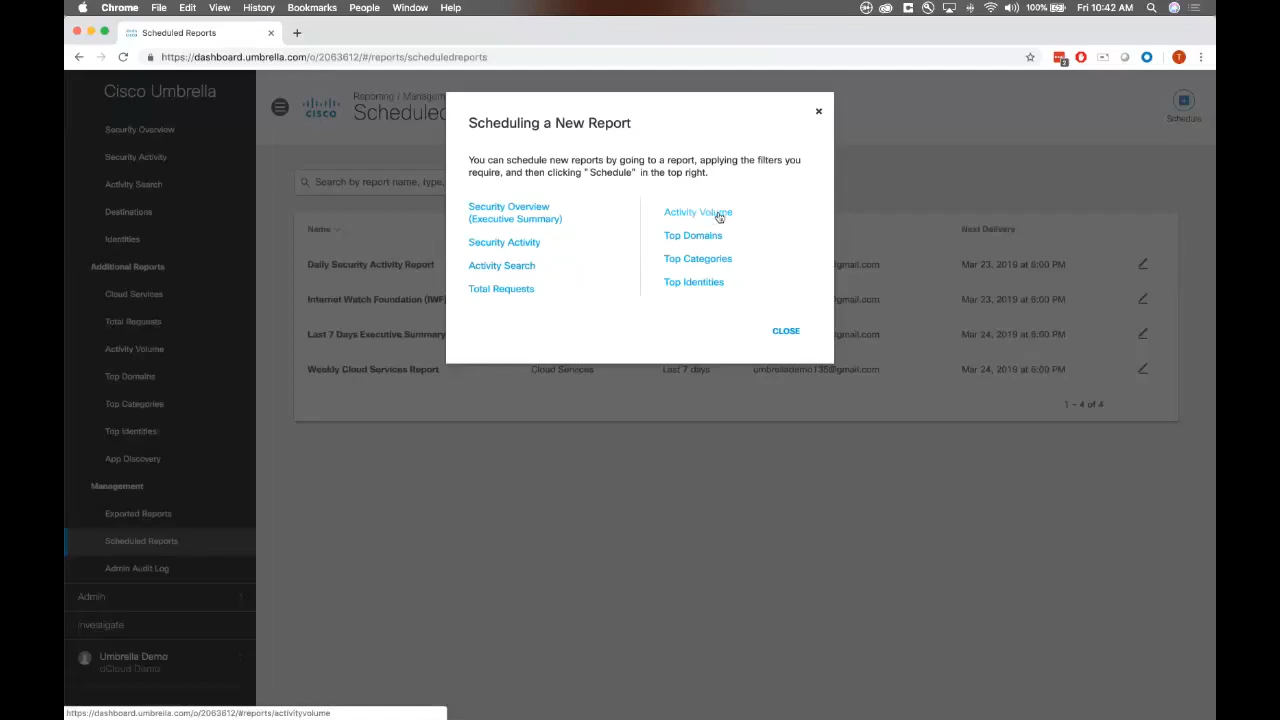 Chrome File Edit View History Bookmarks People Window Help 100% Fri 10:42 AM
Scheduled Reports
https://dashboard.umbrella.com/o/2063612/#/reports/scheduledreports
2
T
Cisco Umbrella
Security Overview
Security Activity
Activity Search
Destinations
Identities
Additional Reports
Cloud Services
Total Requests
Activity Volume
Top Domains
Top Categories
Top Identities
App Discovery
Management
Exported Reports
Scheduled Reports
Admin Audit Log
Admin
Investigate
Umbrella Demo
dCloud Demo
cisco
Reporting / Managem
Scheduled
Schedule
Search by report name, type,
Name Next Delivery
Daily Security Activity Report @gmail.com Mar 23, 2019 at 6:00 PM
Internet Watch Foundation (IWF) @gmail.com Mar 23, 2019 at 6:00 PM
Last 7 Days Executive Summary @gmail.com Mar 24, 2019 at 6:00 PM
Weekly Cloud Services Report Cloud Services Last 7 days umbrellademo135@gmail.com Mar 24, 2019 at 6:00 PM
1 – 4 of 4
Scheduling a New Report
You can schedule new reports by going to a report, applying the filters you
require, and then clicking "Schedule" in the top right.
Security Overview
(Executive Summary)
Security Activity
Activity Search
Total Requests
Activity Volume
Top Domains
Top Categories
Top Identities
CLOSE
https://dashboard.umbrella.com/o/2063612/#reports/activityvolume